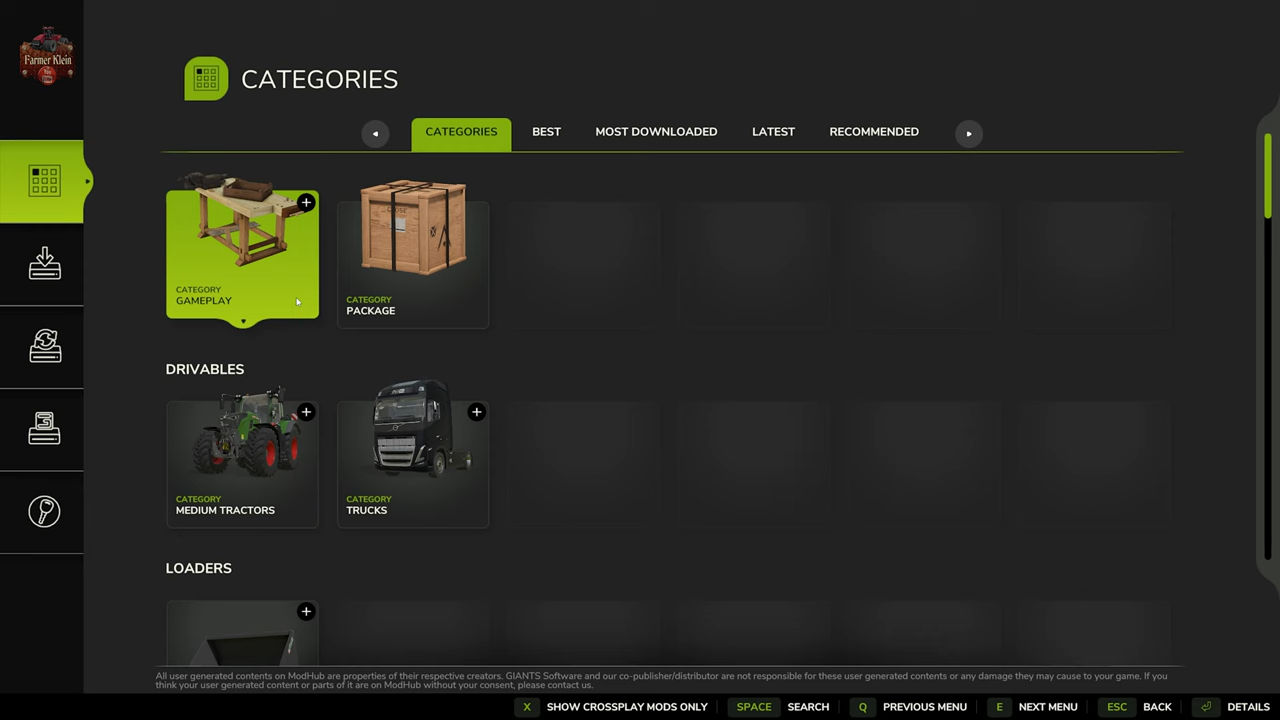 Farmer Klein
CATEGORIES
CATEGORIES BEST MOST DOWNLOADED LATEST RECOMMENDED
CATEGORY
GAMEPLAY
CATEGORY
PACKAGE
DRIVABLES
CATEGORY
MEDIUM TRACTORS
CATEGORY
TRUCKS
LOADERS
All user generated contents on ModHub are properties of their respective creators. GIANTS Software and our co-publisher/distributor are not responsible for these user generated contents or any damage they may cause to your game. If you
think your user generated content or parts of it are on ModHub without your consent, please contact us.
X SHOW CROSSPLAY MODS ONLY SPACE SEARCH Q PREVIOUS MENU E NEXT MENU ESC BACK DETAILS